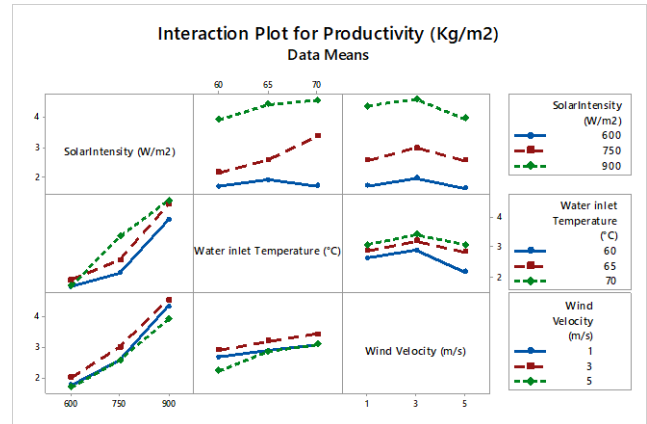 Interaction Plot for Productivity (Kg/m2)
Data Means
60 65 70
4
3
2
SolarIntensity (W/m2)
SolarIntensity
(W/m2)
600
750
900
Water inlet Temperature (°C)
4
3
2
Water inlet
Temperature
(°C)
60
65
70
4
3
2
Wind Velocity (m/s)
Wind
Velocity
(m/s)
1
3
5
600 750 900 1 3 5